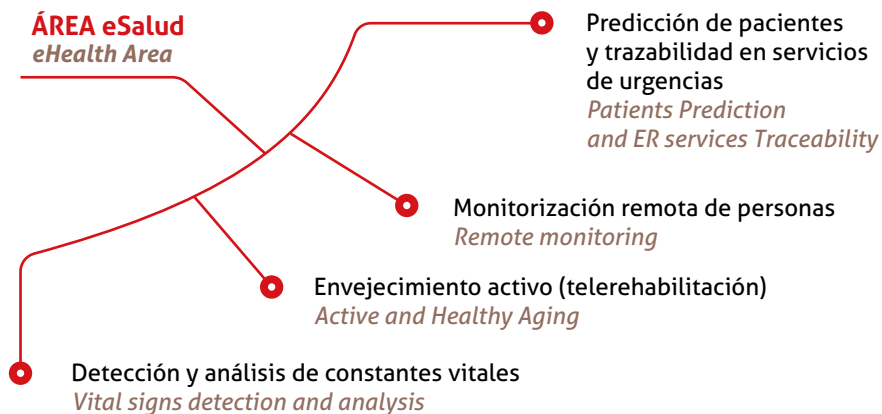 ÁREA eSalud
eHealth Area
Predicción de pacientes
y trazabilidad en servicios
de urgencias
Patients Prediction
and ER services Traceability
Monitorización remota de personas
Remote monitoring
Envejecimiento activo (telerehabilitación)
Active and Healthy Aging
Detección y análisis de constantes vitales
Vital signs detection and analysis